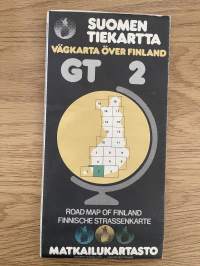 SUOMEN
TIEKARTTA
VÄGKARTA ÖVER FINLAND
GT 2
ROAD MAP OF FINLAND
FINNISCHE STRASSENKARTE
MATKAILUKARTASTO